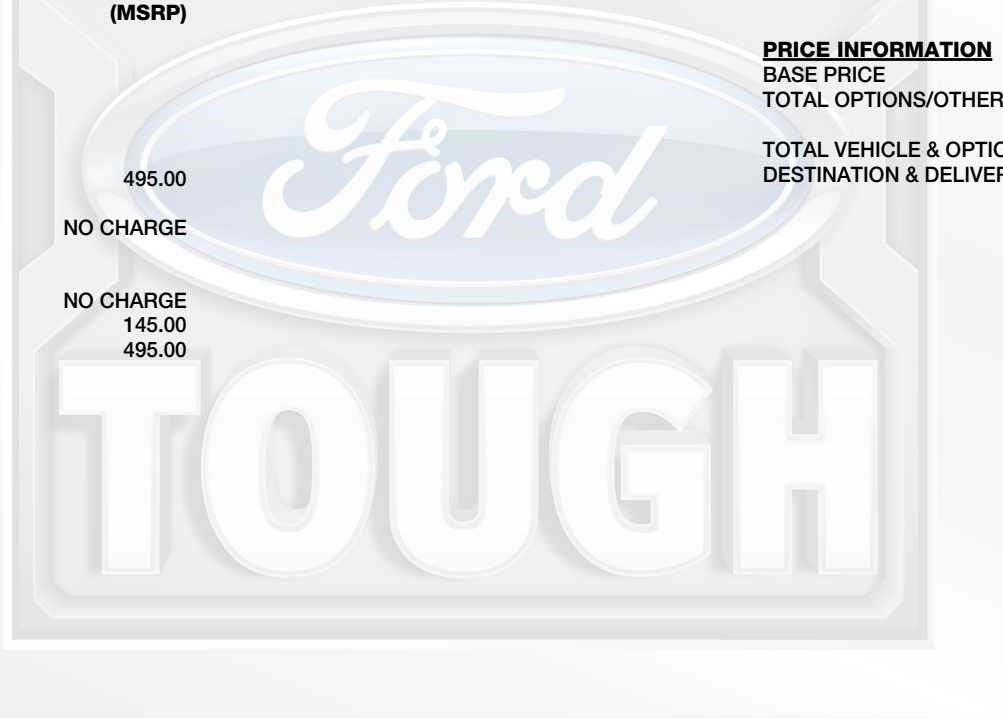 (MSRP)
495.00
NO CHARGE
NO CHARGE
145.00
495.00
PRICE INFORMATION
BASE PRICE
TOTAL OPTIONS/OTHER
TOTAL VEHICLE & OPTIO
DESTINATION & DELIVER
Ford
TOUGH